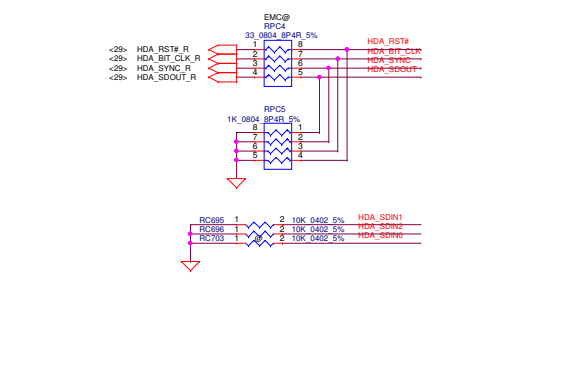 EMC@
RPC4
33_0804_8P4R_5%
<29> HDA_RST#_R 1 8 HDA_RST#
<29> HDA_BIT_CLK_R 2 7 HDA_BIT_CLK
<29> HDA_SYNC_R 3 6 HDA_SYNC
<29> HDA_SDOUT_R 4 5 HDA_SDOUT
RPC5
1K_0804_8P4R_5%
8 1
7 2
6 3
5 4
RC695 1 2 10K_0402_5% HDA_SDIN1
RC696 1 2 10K_0402_5% HDA_SDIN2
RC703 1 @ 2 10K_0402_5% HDA_SDIN0